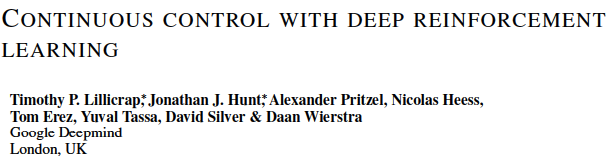 CONTINUOUS CONTROL WITH DEEP REINFORCEMENT
LEARNING
Timothy P. Lillicrap,* Jonathan J. Hunt,* Alexander Pritzel, Nicolas Heess,
Tom Erez, Yuval Tassa, David Silver & Daan Wierstra
Google Deepmind
London, UK